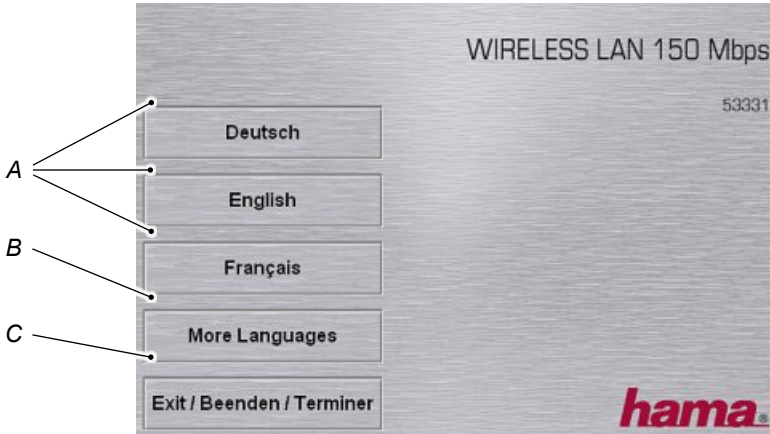 WIRELESS LAN 150 Mbps
53331
A
Deutsch
English
B
Français
C
More Languages
Exit / Beenden / Terminer
hama®